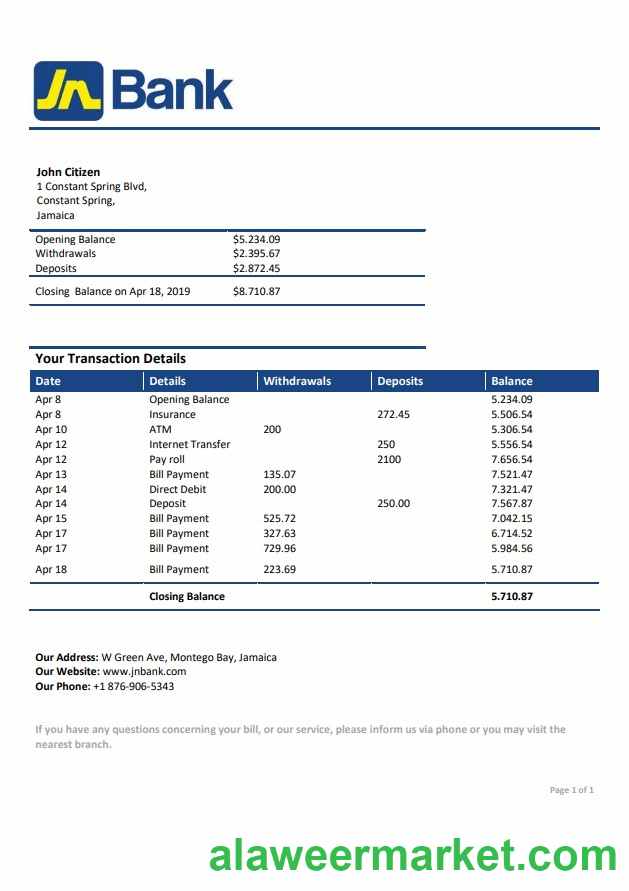 Jn Bank
John Citizen
1 Constant Spring Blvd,
Constant Spring,
Jamaica
Opening Balance $5.234.09
Withdrawals $2.395.67
Deposits $2.872.45
Closing Balance on Apr 18, 2019 $8.710.87
Your Transaction Details
Date Details Withdrawals Deposits Balance
Apr 8 Opening Balance 5.234.09
Apr 8 Insurance 272.45 5.506.54
Apr 10 ATM 200 5.306.54
Apr 12 Internet Transfer 250 5.556.54
Apr 12 Pay roll 2100 7.656.54
Apr 13 Bill Payment 135.07 7.521.47
Apr 14 Direct Debit 200.00 7.321.47
Apr 14 Deposit 250.00 7.567.87
Apr 15 Bill Payment 525.72 7.042.15
Apr 17 Bill Payment 327.63 6.714.52
Apr 17 Bill Payment 729.96 5.984.56
Apr 18 Bill Payment 223.69 5.710.87
Closing Balance 5.710.87
Our Address: W Green Ave, Montego Bay, Jamaica
Our Website: www.jnbank.com
Our Phone: +1 876-906-5343
If you have any questions concerning your bill, or our service, please inform us via phone or you may visit the
nearest branch.
Page 1 of 1
alaweermarket.com